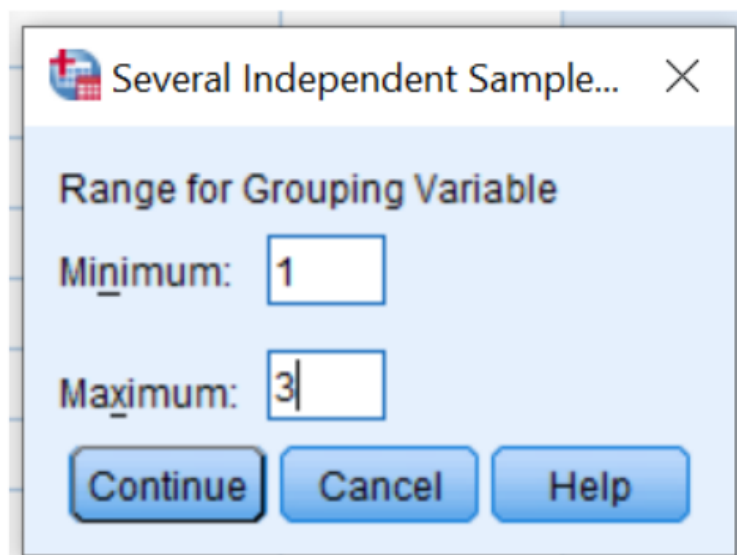 Several Independent Sample...
Range for Grouping Variable
Minimum: 1
Maximum: 3
Continue Cancel Help